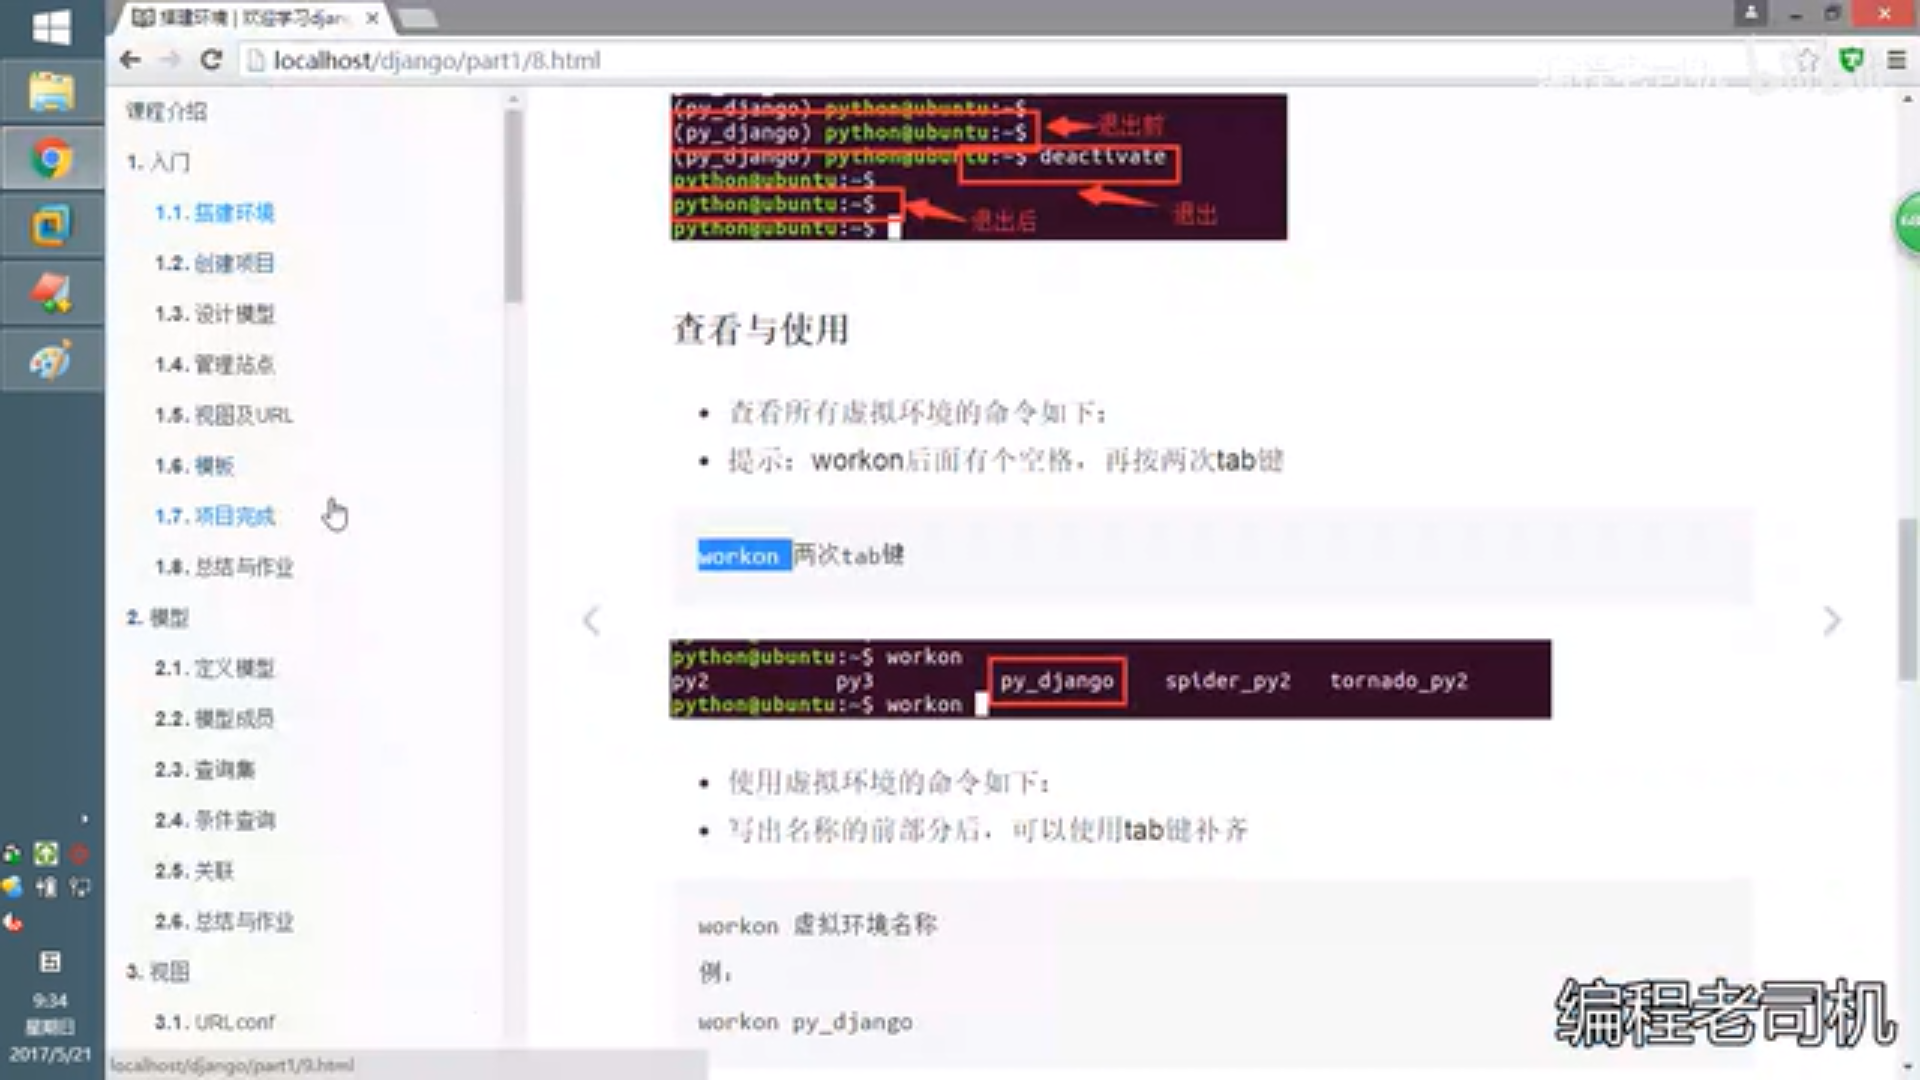 搭建环境 | 欢迎学习djan
localhost/django/part1/8.html
课程介绍
1. 入门
1.1. 搭建环境
1.2. 创建项目
1.3. 设计模型
1.4. 管理站点
1.5. 视图及URL
1.6. 模板
1.7. 项目完成
1.8. 总结与作业
2. 模型
2.1. 定义模型
2.2. 模型成员
2.3. 查询集
2.4. 条件查询
2.5. 关联
2.6. 总结与作业
3. 视图
3.1. URLconf
localhost/django/part1/9.html
(py_django) python@ubuntu:~$
(py_django) python@ubuntu:~$ 退出前
(py_django) python@ubuntu:~$ deactivate
python@ubuntu:~$
python@ubuntu:~$ 退出后 退出
python@ubuntu:~$
查看与使用
• 查看所有虚拟环境的命令如下：
• 提示：workon后面有个空格，再按两次tab键
workon 两次tab键
python@ubuntu:~$ workon
py2 py3 py_django spider_py2 tornado_py2
python@ubuntu:~$ workon
• 使用虚拟环境的命令如下：
• 写出名称的前部分后，可以使用tab键补齐
workon 虚拟环境名称
例：
workon py_django
9:34
星期日
2017/5/21
编程老司机